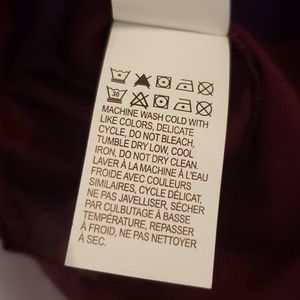 30
MACHINE WASH COLD WITH
LIKE COLORS, DELICATE
CYCLE, DO NOT BLEACH,
TUMBLE DRY LOW, COOL
IRON, DO NOT DRY CLEAN.
LAVER À LA MACHINE À L'EAU
FROIDE AVEC COULEURS
SIMILAIRES, CYCLE DÉLICAT,
NE PAS JAVELLISER, SÉCHER
PAR CULBUTAGE À BASSE
TEMPÉRATURE, REPASSER
À FROID, NE PAS NETTOYER
À SEC.